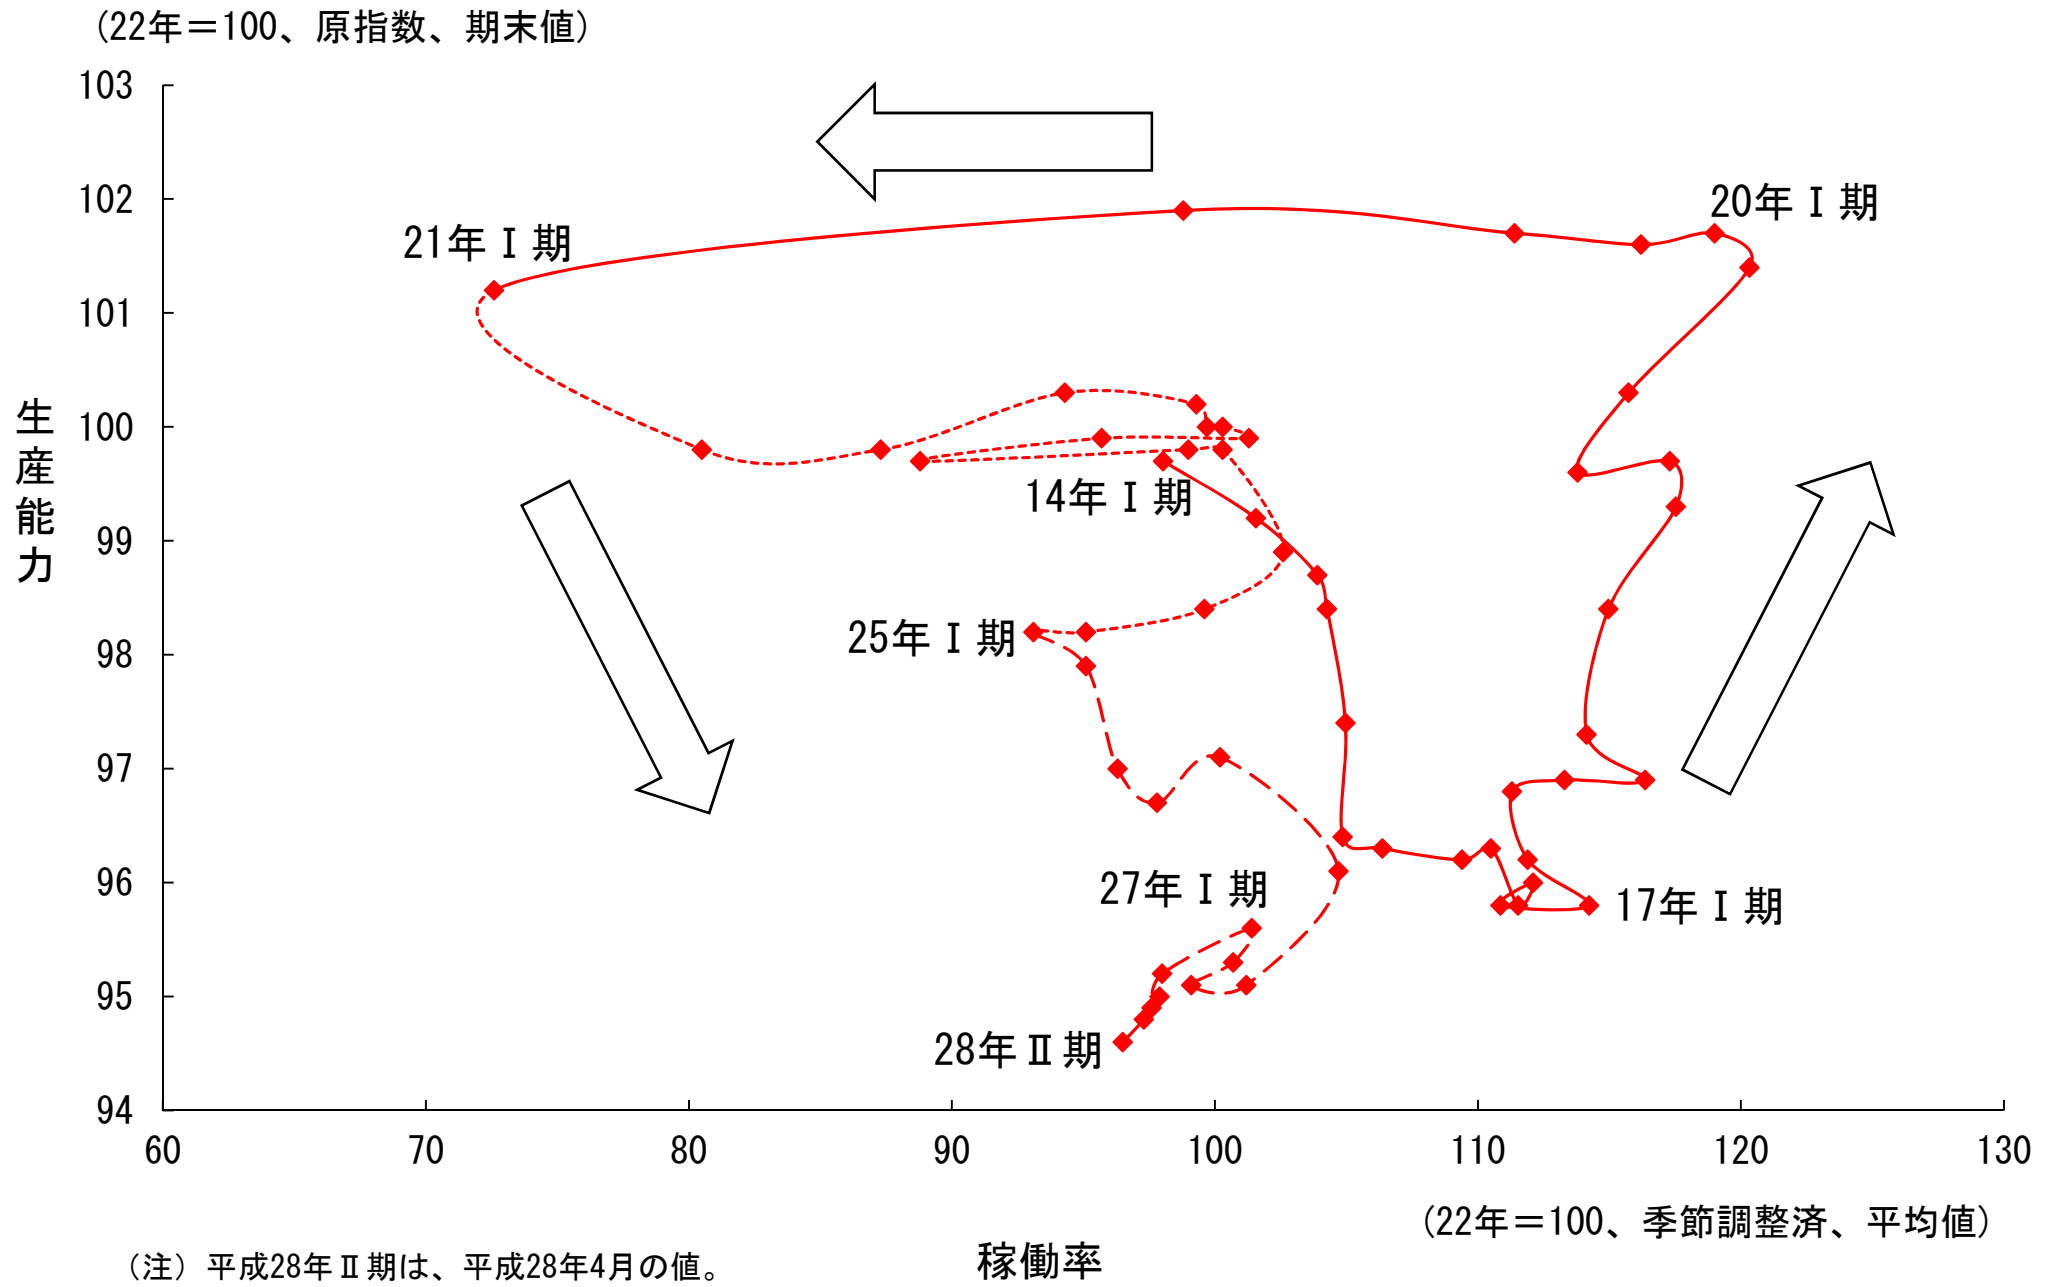 (22年＝100、原指数、期末値)
103
102
101
100
99
98
97
96
95
94
生産能力
20年Ⅰ期
21年Ⅰ期
14年Ⅰ期
25年Ⅰ期
27年Ⅰ期
17年Ⅰ期
28年Ⅱ期
60 70 80 90 100 110 120 130
(22年＝100、季節調整済、平均値)
稼働率
（注）平成28年Ⅱ期は、平成28年4月の値。